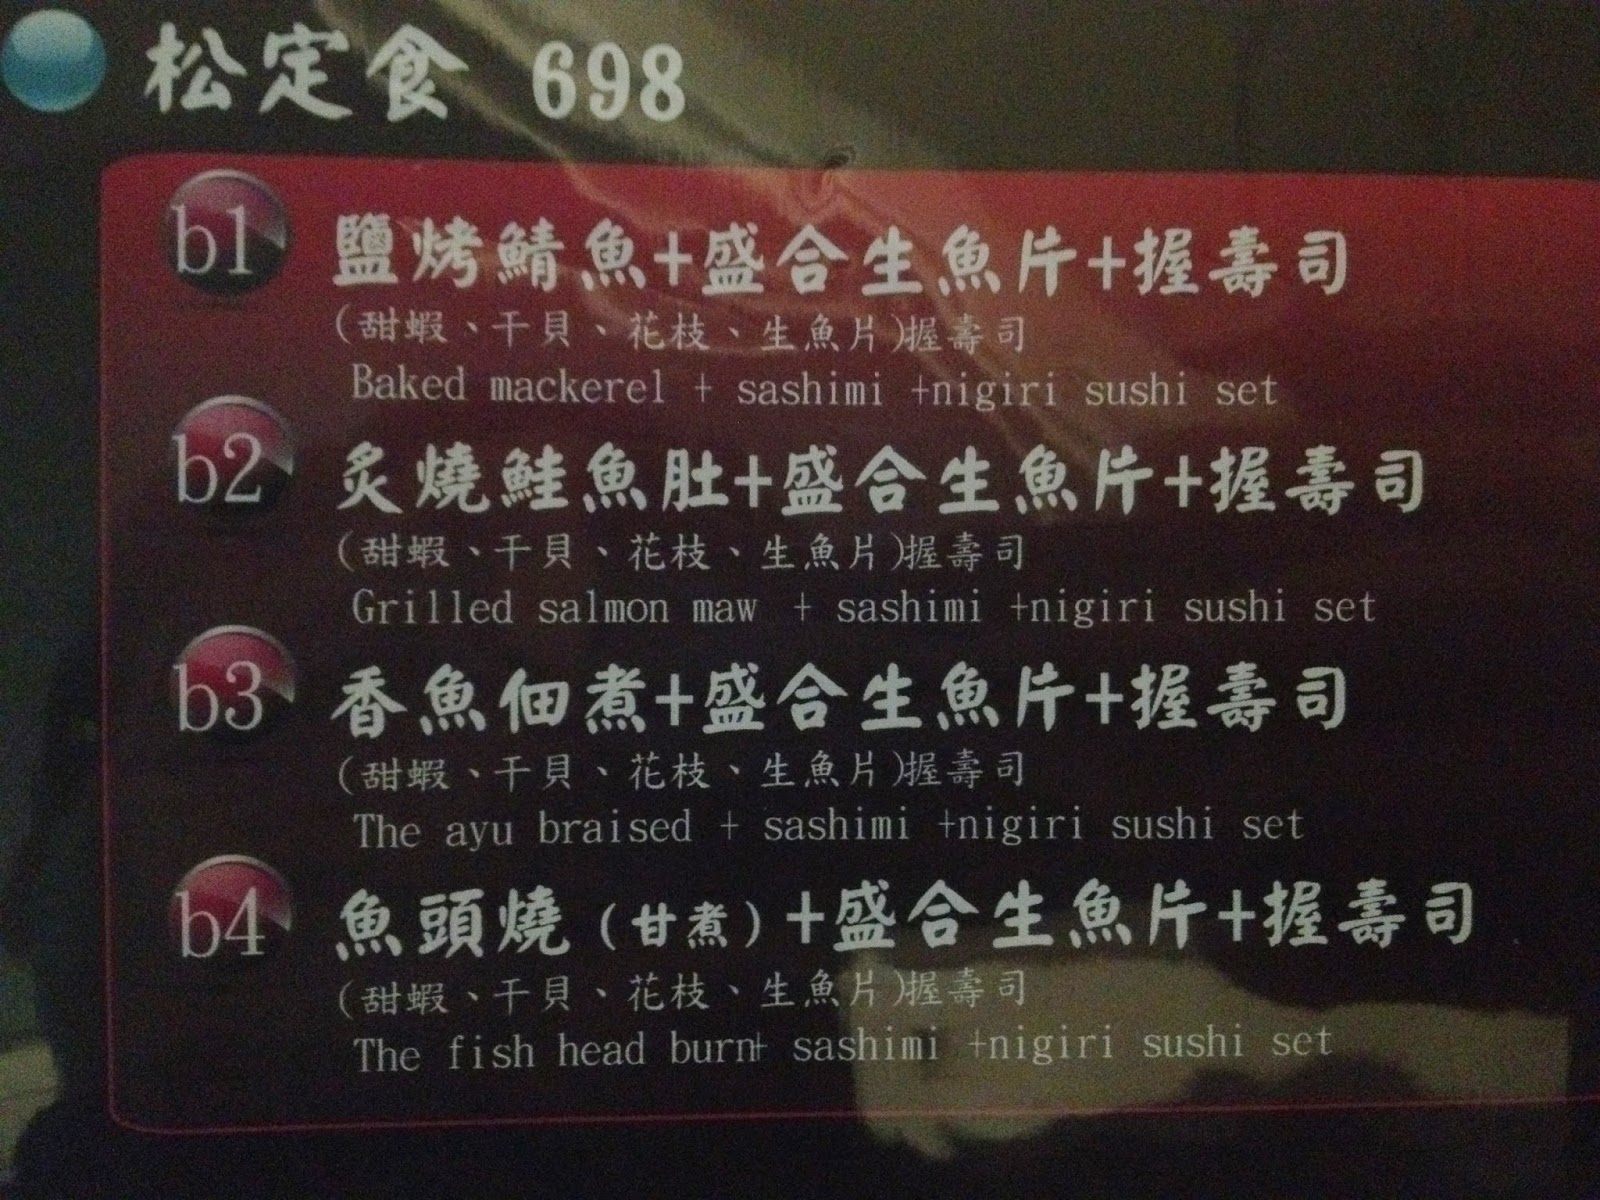 松定食 698
b1 鹽烤鯖魚+盛合生魚片+握壽司
(甜蝦、干貝、花枝、生魚片)握壽司
Baked mackerel + sashimi +nigiri sushi set
b2 炙燒鮭魚肚+盛合生魚片+握壽司
(甜蝦、干貝、花枝、生魚片)握壽司
Grilled salmon maw + sashimi +nigiri sushi set
b3 香魚佃煮+盛合生魚片+握壽司
(甜蝦、干貝、花枝、生魚片)握壽司
The ayu braised + sashimi +nigiri sushi set
b4 魚頭燒(甘煮)+盛合生魚片+握壽司
(甜蝦、干貝、花枝、生魚片)握壽司
The fish head burn+ sashimi +nigiri sushi set